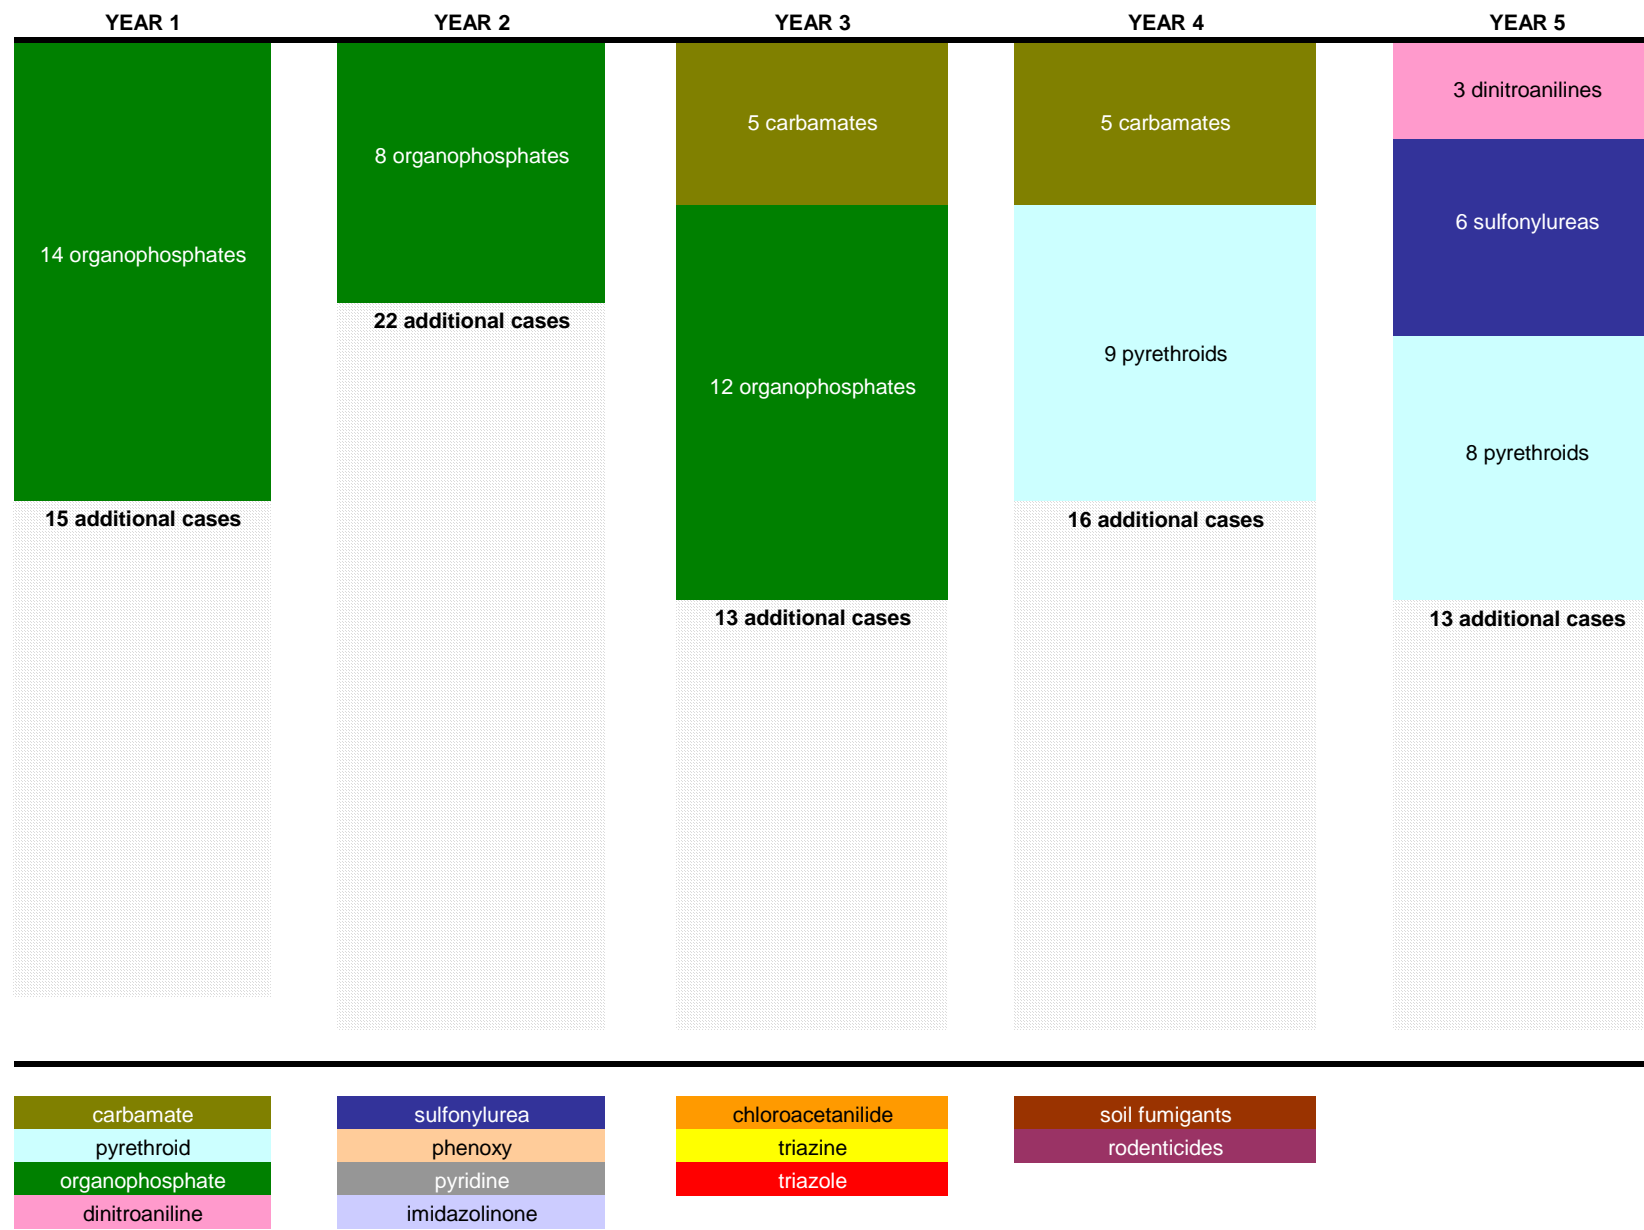 YEAR 1
YEAR 2
YEAR 3
YEAR 4
YEAR 5
14 organophosphates
15 additional cases
8 organophosphates
22 additional cases
5 carbamates
12 organophosphates
13 additional cases
5 carbamates
9 pyrethroids
16 additional cases
3 dinitroanilines
6 sulfonylureas
8 pyrethroids
13 additional cases
carbamate
pyrethroid
organophosphate
dinitroaniline
sulfonylurea
phenoxy
pyridine
imidazolinone
chloroacetanilide
triazine
triazole
soil fumigants
rodenticides